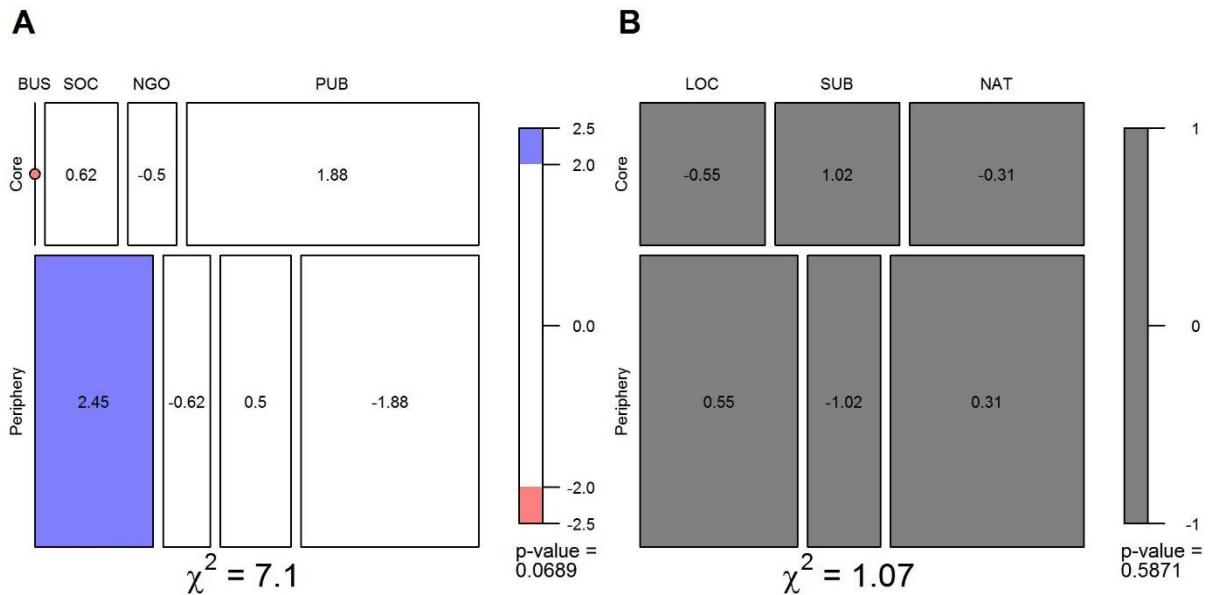 A
BUS SOC NGO PUB
Core
0.62 -0.5 1.88
Periphery
2.45 -0.62 0.5 -1.88
2.5
2.0
0.0
-2.0
-2.5
p-value =
0.0689
χ² = 7.1
B
LOC SUB NAT
Core
-0.55 1.02 -0.31
Periphery
0.55 -1.02 0.31
1
0
-1
p-value =
0.5871
χ² = 1.07